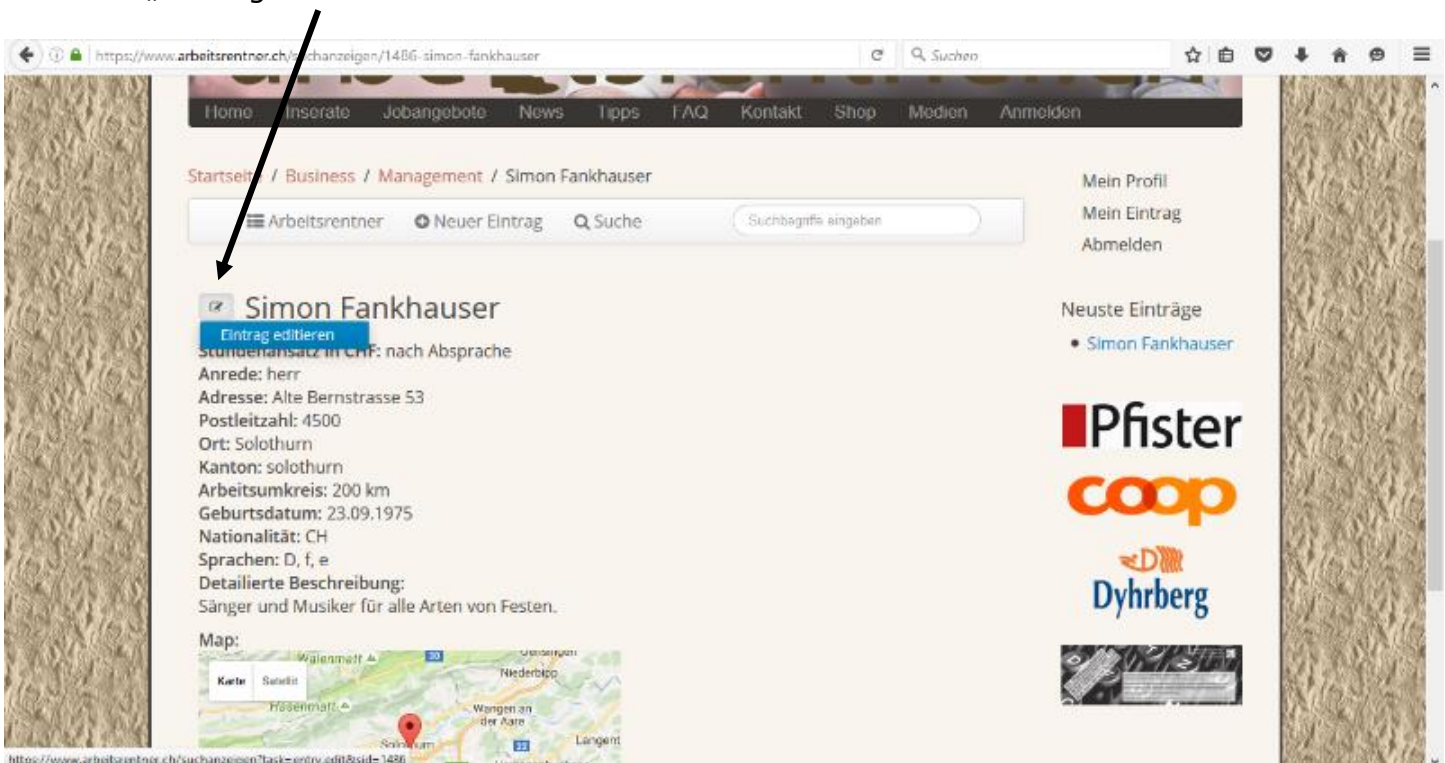 https://www.arbeitsrentner.ch/suchanzeigen/1486-simon-fankhauser
Suchen
Home Inserate Jobangebote News Tipps FAQ Kontakt Shop Medien Anmelden
Startseite / Business / Management / Simon Fankhauser
Arbeitsrentner Neuer Eintrag Suche Suchbegriffe eingeben
Mein Profil
Mein Eintrag
Abmelden
Simon Fankhauser
Eintrag editieren
Stundenansatz in CHF: nach Absprache
Anrede: herr
Adresse: Alte Bernstrasse 53
Postleitzahl: 4500
Ort: Solothurn
Kanton: solothurn
Arbeitsumkreis: 200 km
Geburtsdatum: 23.09.1975
Nationalität: CH
Sprachen: D, f, e
Detailierte Beschreibung:
Sänger und Musiker für alle Arten von Festen.
Map:
Karte Satellit
Hasenmatt
Niederbipp
Wangen an
der Aare
Solothurn
Langent
Neuste Einträge
Simon Fankhauser
Pfister
coop
Dyhrberg
https://www.arbeitsrentner.ch/suchanzeigen?task=entry.edit&sid=1486